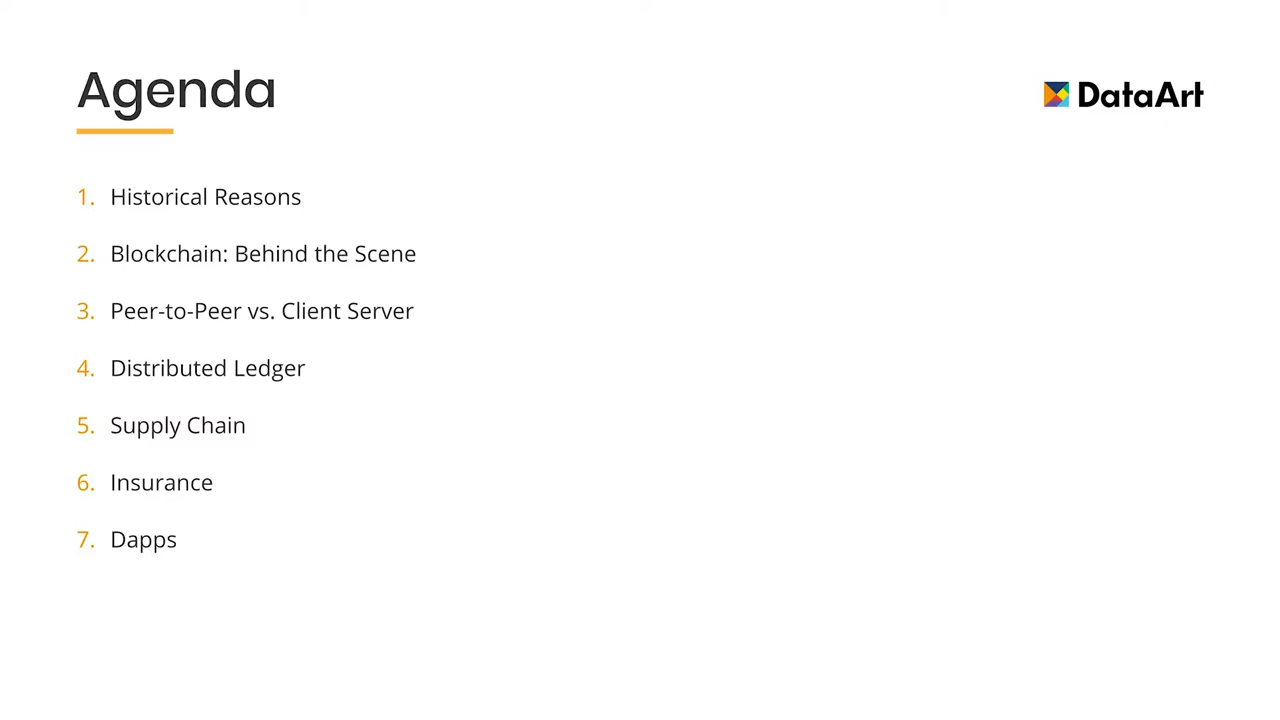 Agenda
DataArt
1. Historical Reasons
2. Blockchain: Behind the Scene
3. Peer-to-Peer vs. Client Server
4. Distributed Ledger
5. Supply Chain
6. Insurance
7. Dapps